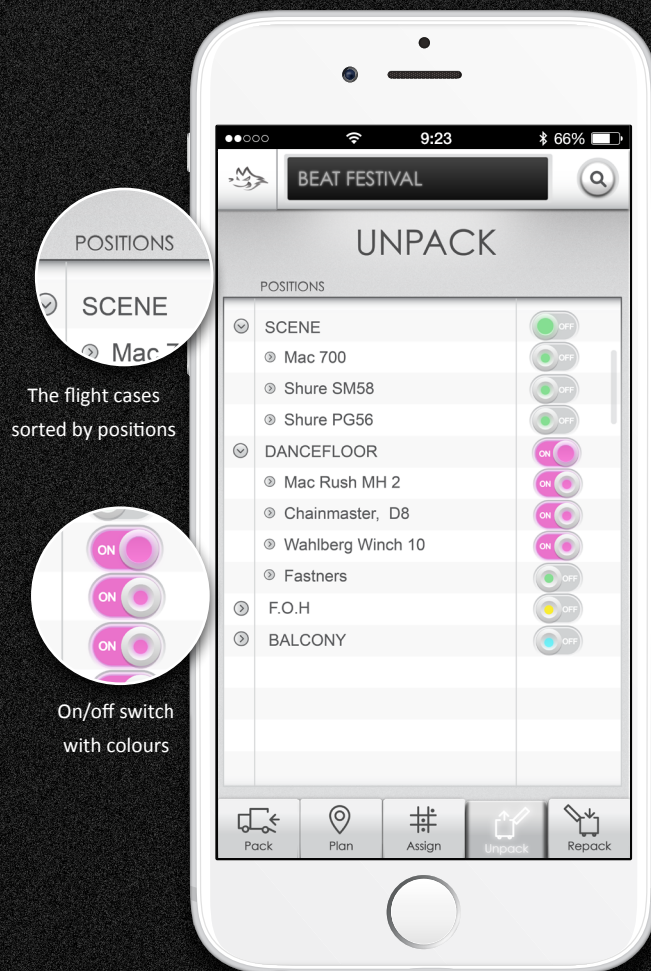 9:23
66%
BEAT FESTIVAL
UNPACK
POSITIONS
SCENE
OFF
Mac 700
OFF
Shure SM58
OFF
Shure PG56
OFF
DANCEFLOOR
ON
Mac Rush MH 2
ON
Chainmaster, D8
ON
Wahlberg Winch 10
ON
Fastners
OFF
F.O.H
OFF
BALCONY
OFF
Pack
Plan
Assign
Unpack
Repack
POSITIONS
SCENE
Mac 7
The flight cases
sorted by positions
ON
ON
ON
On/off switch
with colours